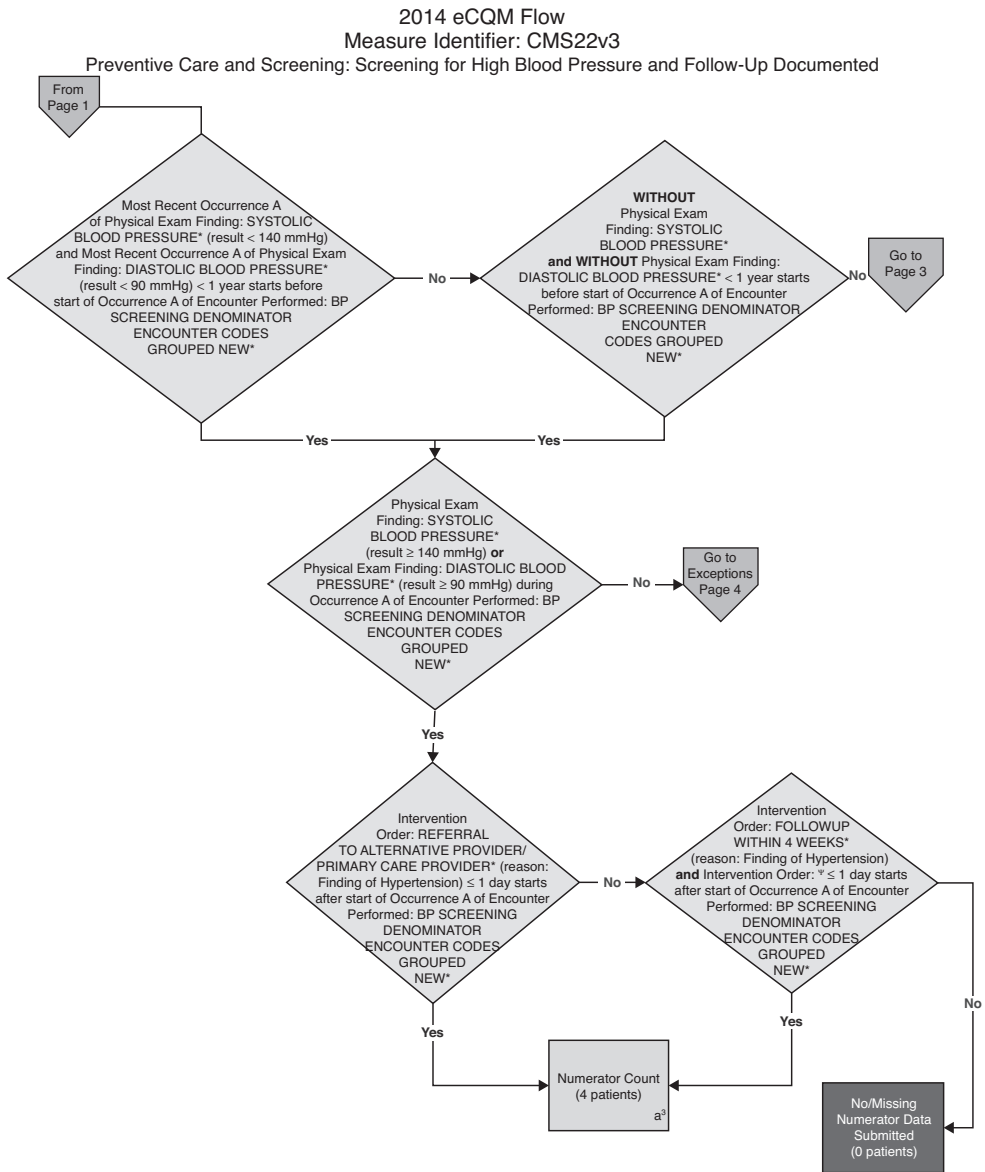 2014 eCQM Flow
Measure Identifier: CMS22v3
Preventive Care and Screening: Screening for High Blood Pressure and Follow-Up Documented
From
Page 1
Most Recent Occurrence A
of Physical Exam Finding: SYSTOLIC
BLOOD PRESSURE* (result < 140 mmHg)
and Most Recent Occurrence A of Physical Exam
Finding: DIASTOLIC BLOOD PRESSURE*
(result < 90 mmHg) < 1 year starts before
start of Occurrence A of Encounter Performed: BP
SCREENING DENOMINATOR
ENCOUNTER CODES
GROUPED NEW*
No
WITHOUT
Physical Exam
Finding: SYSTOLIC
BLOOD PRESSURE*
and WITHOUT Physical Exam Finding:
DIASTOLIC BLOOD PRESSURE* < 1 year starts
before start of Occurrence A of Encounter
Performed: BP SCREENING DENOMINATOR
ENCOUNTER
CODES GROUPED
NEW*
No
Go to
Page 3
Yes
Yes
Physical Exam
Finding: SYSTOLIC
BLOOD PRESSURE*
(result ≥ 140 mmHg) or
Physical Exam Finding: DIASTOLIC BLOOD
PRESSURE* (result ≥ 90 mmHg) during
Occurrence A of Encounter Performed: BP
SCREENING DENOMINATOR
ENCOUNTER CODES
GROUPED
NEW*
No
Go to
Exceptions
Page 4
Yes
Intervention
Order: REFERRAL
TO ALTERNATIVE PROVIDER/
PRIMARY CARE PROVIDER* (reason:
Finding of Hypertension) ≤ 1 day starts
after start of Occurrence A of Encounter
Performed: BP SCREENING
DENOMINATOR
ENCOUNTER CODES
GROUPED
NEW*
No
Intervention
Order: FOLLOWUP
WITHIN 4 WEEKS*
(reason: Finding of Hypertension)
and Intervention Order: Ψ ≤ 1 day starts
after start of Occurrence A of Encounter
Performed: BP SCREENING
DENOMINATOR
ENCOUNTER CODES
GROUPED
NEW*
No
Yes
Yes
Numerator Count
(4 patients)
a³
No/Missing
Numerator Data
Submitted
(0 patients)